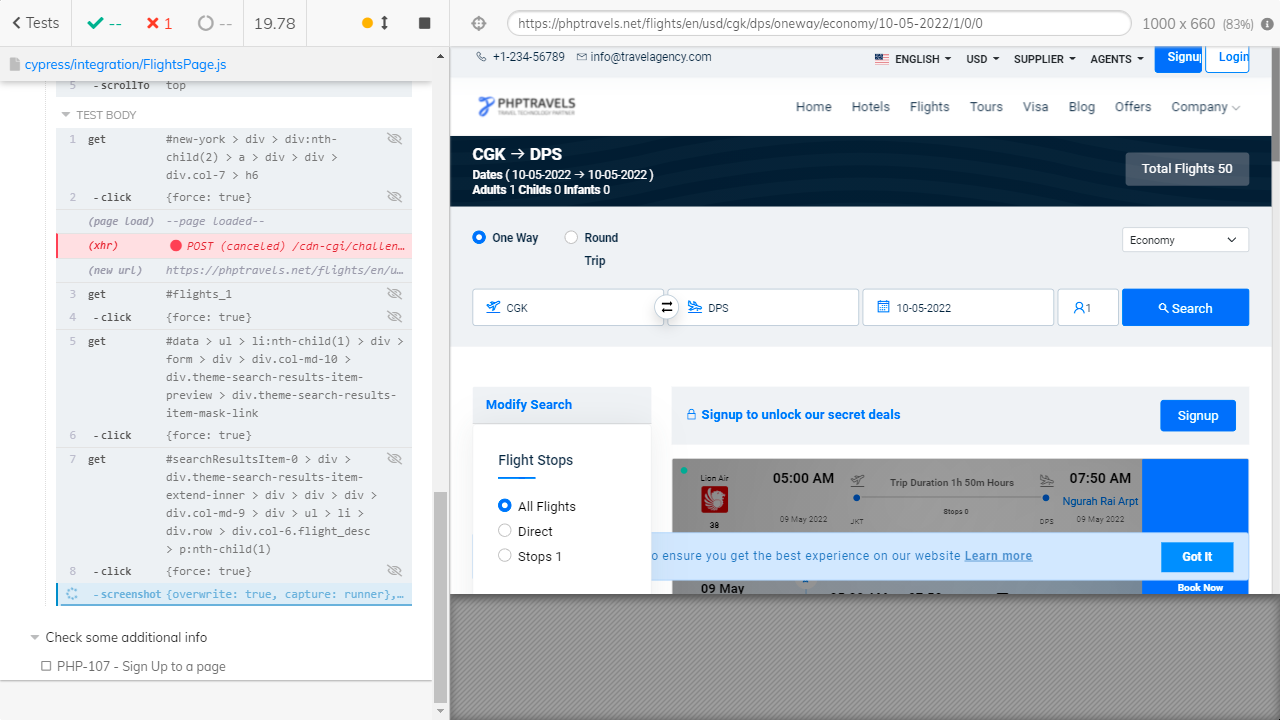 Tests
--
1
--
19.78
https://phptravels.net/flights/en/usd/cgk/dps/oneway/economy/10-05-2022/1/0/0
1000 x 660 (83%)
cypress/integration/FlightsPage.js
5 -scrollTo top
TEST BODY
1 get #new-york > div > div:nth-
child(2) > a > div > div >
div.col-7 > h6
2 -click {force: true}
(page load) --page loaded--
(xhr) POST (canceled) /cdn-cgi/challen...
(new url) https://phptravels.net/flights/en/u...
3 get #flights_1
4 -click {force: true}
5 get #data > ul > li:nth-child(1) > div >
form > div > div.col-md-10 >
div.theme-search-results-item-
preview > div.theme-search-results-
item-mask-link
6 -click {force: true}
7 get #searchResultsItem-0 > div >
div.theme-search-results-item-
extend-inner > div > div > div >
div.col-md-9 > div > ul > li >
div.row > div.col-6.flight_desc
> p:nth-child(1)
8 -click {force: true}
-screenshot {overwrite: true, capture: runner},...
Check some additional info
PHP-107 - Sign Up to a page
+1-234-56789 info@travelagency.com ENGLISH USD SUPPLIER AGENTS Signup Login
PHPTRAVELS
TRAVEL TECHNOLOGY PARTNER
Home Hotels Flights Tours Visa Blog Offers Company
CGK → DPS
Dates ( 10-05-2022 → 10-05-2022 )
Adults 1 Childs 0 Infants 0
Total Flights 50
One Way Round
Trip
Economy
CGK DPS 10-05-2022 1 Search
Modify Search
Signup to unlock our secret deals Signup
Flight Stops
All Flights
Direct
Stops 1
Lion Air
38
05:00 AM
09 May 2022
JKT
Trip Duration 1h 50m Hours
Stops 0
DPS
07:50 AM
Ngurah Rai Arpt
09 May 2022
o ensure you get the best experience on our website Learn more Got It
09 May
Book Now